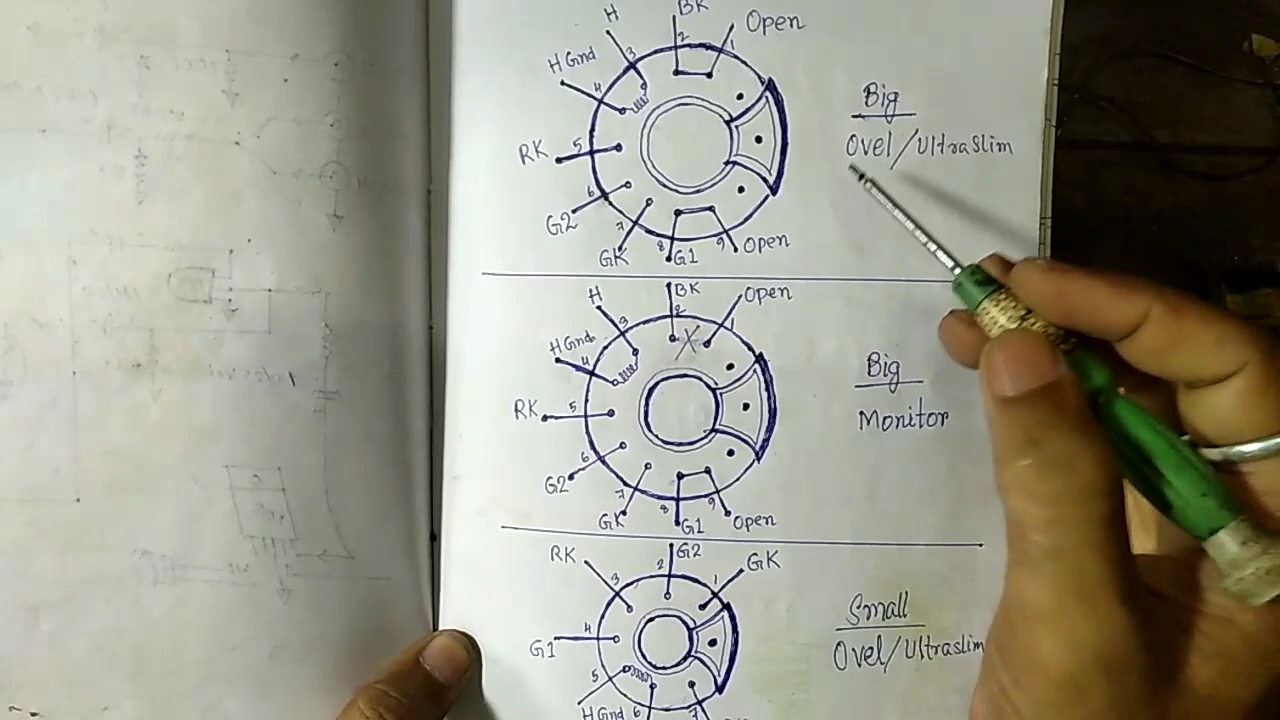 BK
Open
H
2
1
3
H Gnd
4
Big
Ovel/Ultraslim
RK
5
6
G2
7
GK
8
G1
9
Open
BK
Open
H
2
1
3
H Gnd
4
X
Big
Monitor
RK
5
6
G2
7
GK
8
G1
9
Open
G2
RK
GK
2
1
3
Small
Ovel/Ultraslim
4
G1
5
H Gnd
6
7